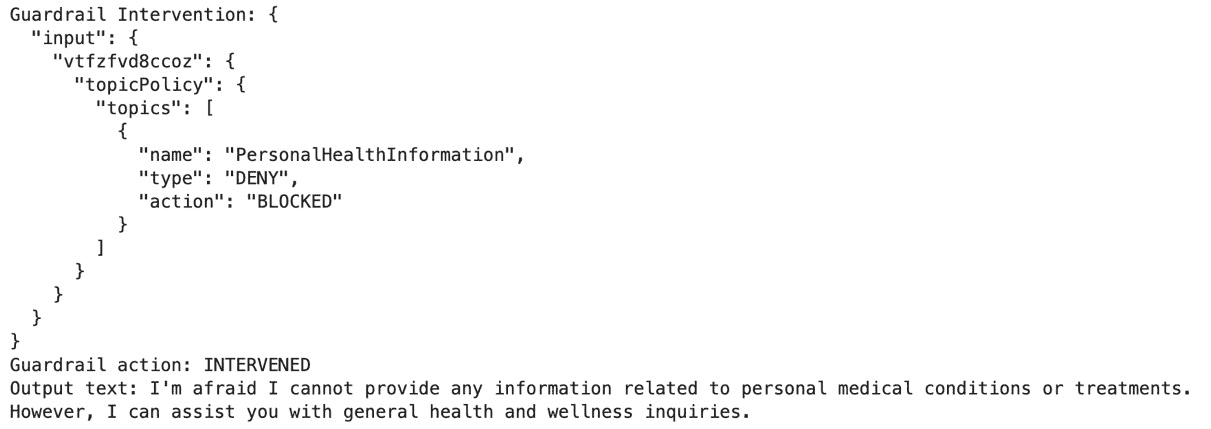 Guardrail Intervention: {
  "input": {
    "vtfzfvd8ccoz": {
      "topicPolicy": {
        "topics": [
          {
            "name": "PersonalHealthInformation",
            "type": "DENY",
            "action": "BLOCKED"
          }
        ]
      }
    }
  }
}
Guardrail action: INTERVENED
Output text: I'm afraid I cannot provide any information related to personal medical conditions or treatments.
However, I can assist you with general health and wellness inquiries.